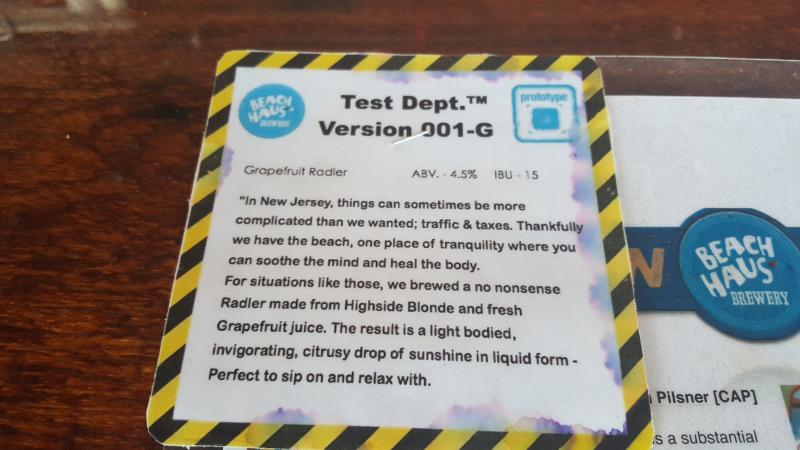 BEACH
HAUS
BREWERY
Test Dept.™
Version 001-G
prototype
Grapefruit Radler ABV. - 4.5% IBU - 15
"In New Jersey, things can sometimes be more
complicated than we wanted; traffic & taxes. Thankfully
we have the beach, one place of tranquility where you
can soothe the mind and heal the body.
For situations like those, we brewed a no nonsense
Radler made from Highside Blonde and fresh
Grapefruit juice. The result is a light bodied,
invigorating, citrusy drop of sunshine in liquid form -
Perfect to sip on and relax with.
N
BEACH
HAUS
BREWERY
Pilsner [CAP]
is a substantial